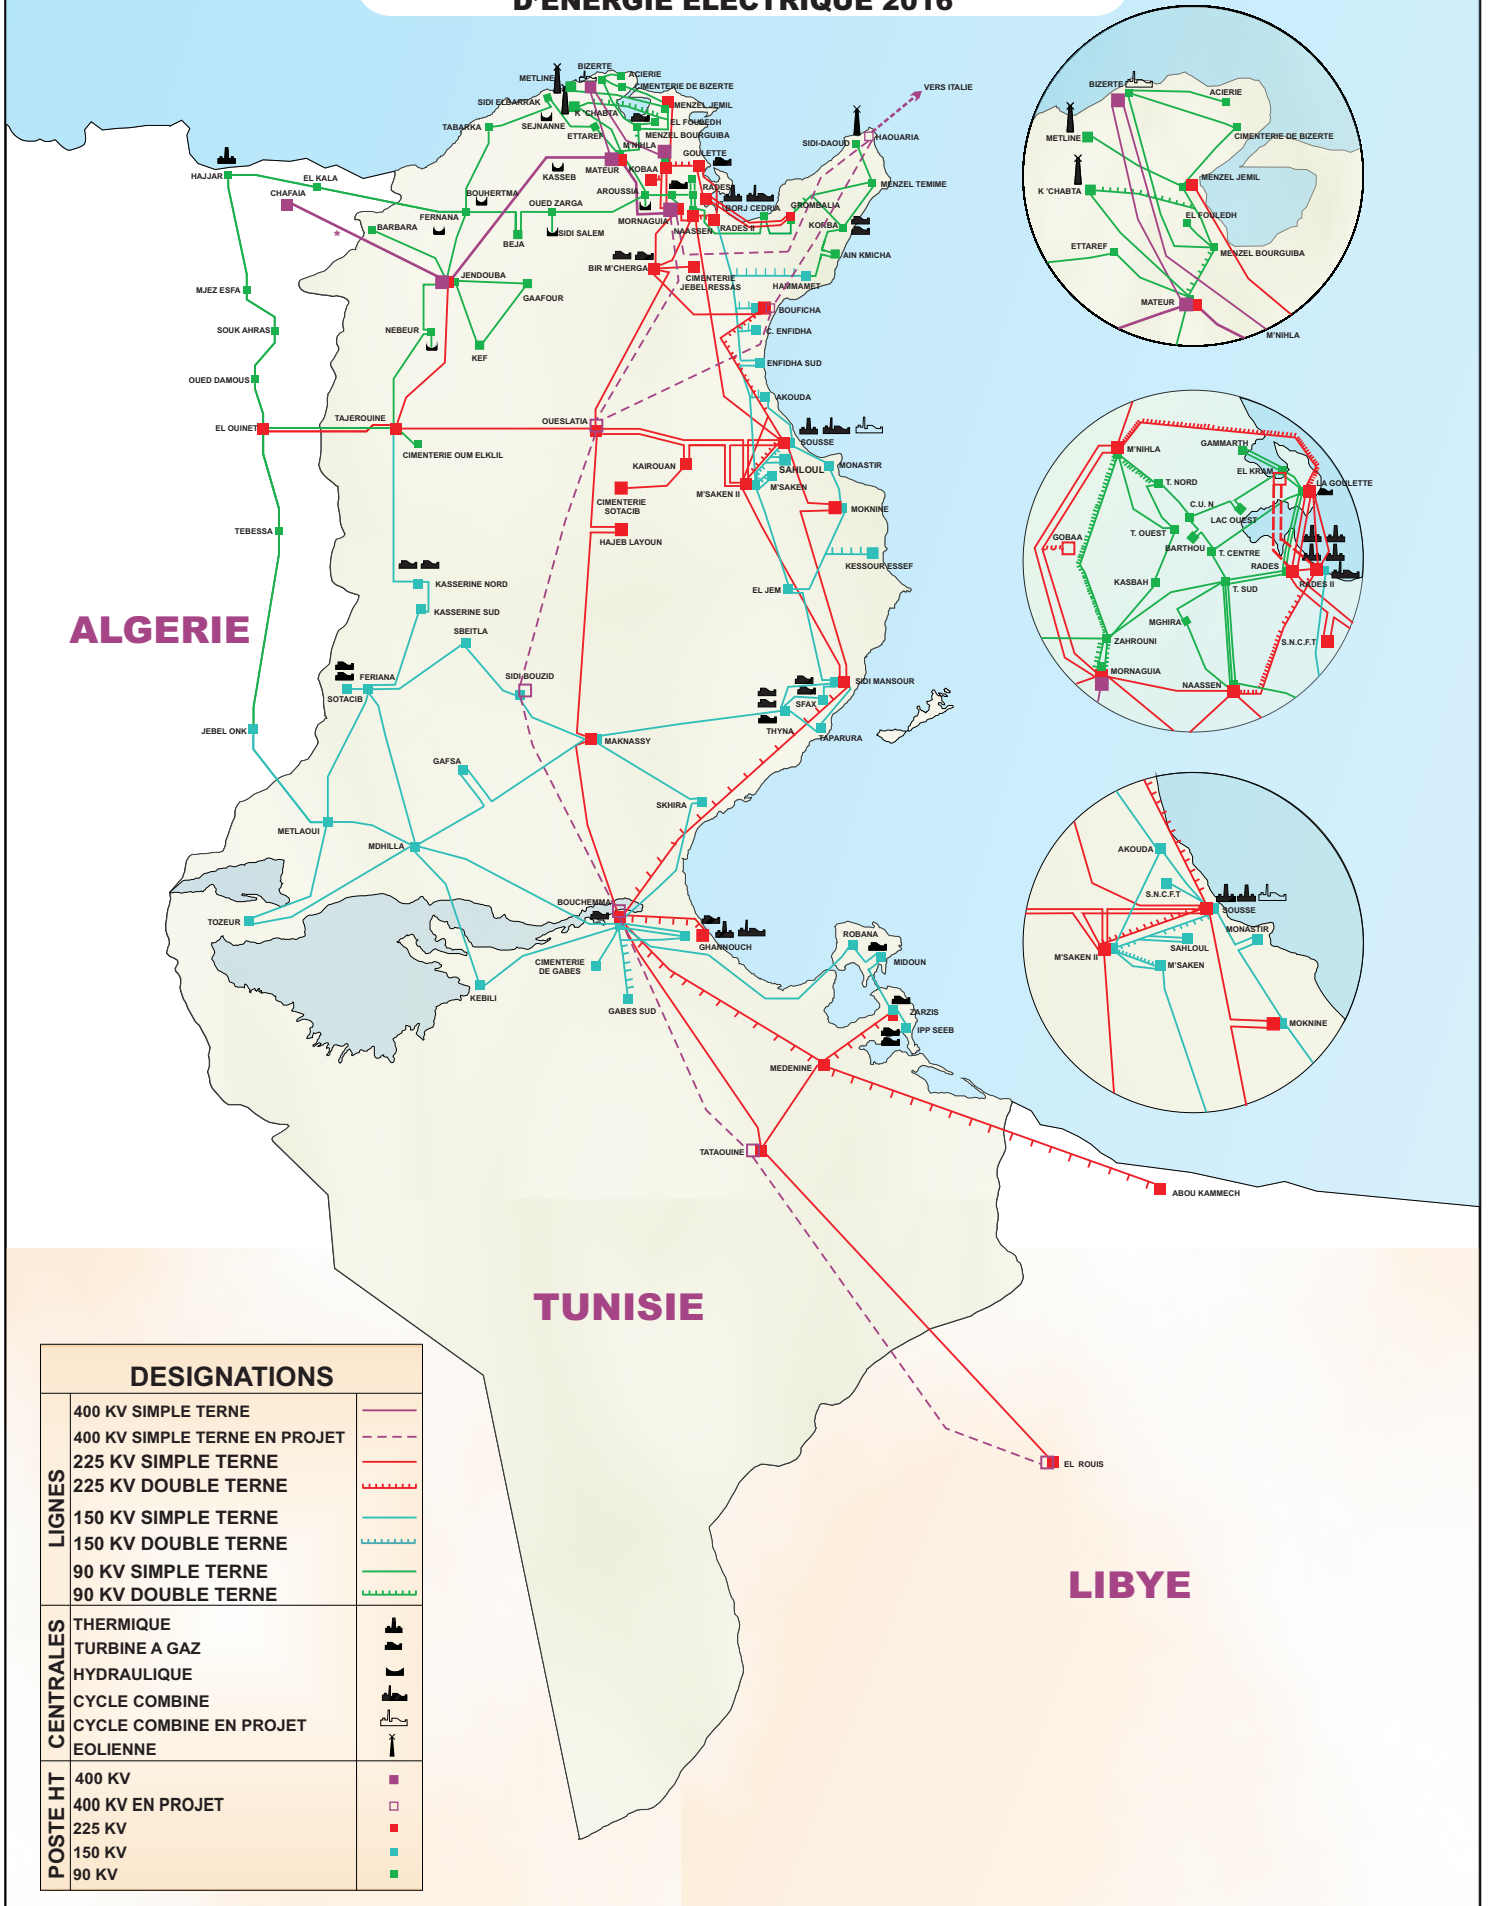 D'ENERGIE ELECTRIQUE 2016
BIZERTE
METLINE
ACIERIE
CIMENTERIE DE BIZERTE
SIDI ELBARRAK
K 'CHABTA
MENZEL JEMIL
TABARKA
SEJNANNE
EL FOULEDH
ETTAREF
MENZEL BOURGUIBA
M'NIHLA
GOULETTE
VERS ITALIE
SIDI-DAOUD
HAOUARIA
HAJJAR
EL KALA
CHAFAIA
KASSEB
MATEUR
KOBAA
AROUSSIA
RADES
MENZEL TEMIME
BOUHERTMA
OUED ZARGA
FERNANA
BARBARA
BEJA
SIDI SALEM
MORNAGUIA
NAASSEN
RADES II
BORJ CEDRIA
GROMBALIA
KORBA
*
AIN KMICHA
BIR M'CHERGA
CIMENTERIE
JEBEL RESSAS
HAMMAMET
JENDOUBA
GAAFOUR
MJEZ ESFA
BOUFICHA
SOUK AHRAS
NEBEUR
C. ENFIDHA
KEF
ENFIDHA SUD
OUED DAMOUS
AKOUDA
EL OUINET
TAJEROUINE
OUESLATIA
SOUSSE
CIMENTERIE OUM ELKLIL
KAIROUAN
SAHLOUL
MONASTIR
M'SAKEN
M'SAKEN II
CIMENTERIE
SOTACIB
MOKNINE
TEBESSA
HAJEB LAYOUN
KESSOUR ESSEF
KASSERINE NORD
EL JEM
KASSERINE SUD
ALGERIE
SBEITLA
FERIANA
SOTACIB
SIDI BOUZID
SIDI MANSOUR
SFAX
THYNA
TAPARURA
JEBEL ONK
MAKNASSY
GAFSA
SKHIRA
METLAOUI
MDHILLA
BOUCHEMMA
TOZEUR
GHANNOUCH
ROBANA
MIDOUN
CIMENTERIE
DE GABES
KEBILI
GABES SUD
ZARZIS
IPP SEEB
MEDENINE
TATAOUINE
ABOU KAMMECH
TUNISIE
EL ROUIS
LIBYE
BIZERTE
ACIERIE
METLINE
CIMENTERIE DE BIZERTE
K 'CHABTA
MENZEL JEMIL
EL FOULEDH
ETTAREF
MENZEL BOURGUIBA
MATEUR
M'NIHLA
M'NIHLA
GAMMARTH
EL KRAM
T. NORD
LA GOULETTE
C.U. N
LAC OUEST
T. OUEST
GOBAA
BARTHOU
T. CENTRE
RADES
KASBAH
T. SUD
RADES II
MGHIRA
ZAHROUNI
S.N.C.F.T
MORNAGUIA
NAASSEN
AKOUDA
S.N.C.F.T
SOUSSE
MONASTIR
SAHLOUL
M'SAKEN II
M'SAKEN
MOKNINE
DESIGNATIONS
LIGNES
400 KV SIMPLE TERNE
400 KV SIMPLE TERNE EN PROJET
225 KV SIMPLE TERNE
225 KV DOUBLE TERNE
150 KV SIMPLE TERNE
150 KV DOUBLE TERNE
90 KV SIMPLE TERNE
90 KV DOUBLE TERNE
CENTRALES
THERMIQUE
TURBINE A GAZ
HYDRAULIQUE
CYCLE COMBINE
CYCLE COMBINE EN PROJET
EOLIENNE
POSTE HT
400 KV
400 KV EN PROJET
225 KV
150 KV
90 KV